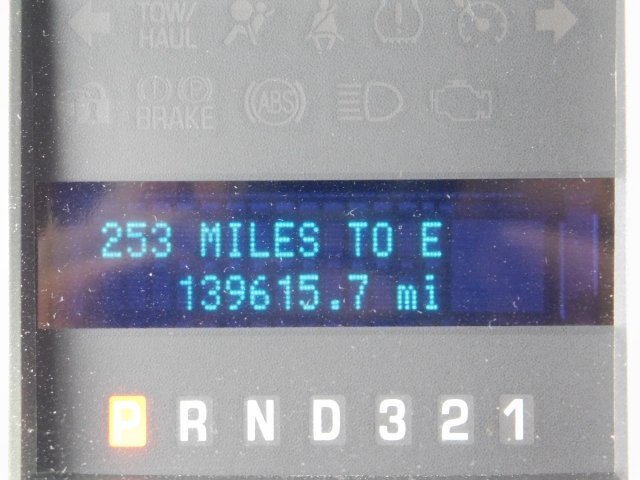 TOW/
HAUL
BRAKE
ABS
253 MILES TO E
139615.7 mi
P R N D 3 2 1